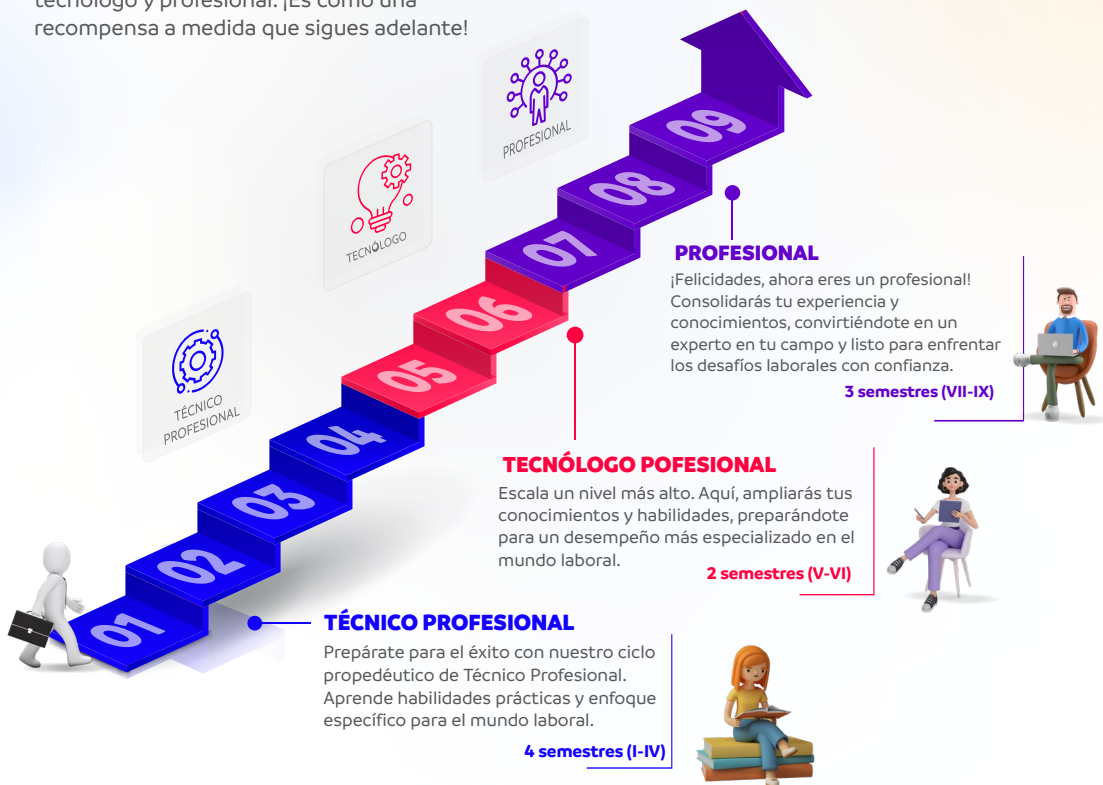 tecnólogo y profesional. ¡Es como una
recompensa a medida que sigues adelante!
PROFESIONAL
TECNÓLOGO
TÉCNICO
PROFESIONAL
09
08
07
06
05
04
03
02
01
PROFESIONAL
¡Felicidades, ahora eres un profesional!
Consolidarás tu experiencia y
conocimientos, convirtiéndote en un
experto en tu campo y listo para enfrentar
los desafíos laborales con confianza.
3 semestres (VII-IX)
TECNÓLOGO POFESIONAL
Escala un nivel más alto. Aquí, ampliarás tus
conocimientos y habilidades, preparándote
para un desempeño más especializado en el
mundo laboral.
2 semestres (V-VI)
TÉCNICO PROFESIONAL
Prepárate para el éxito con nuestro ciclo
propedéutico de Técnico Profesional.
Aprende habilidades prácticas y enfoque
específico para el mundo laboral.
4 semestres (I-IV)